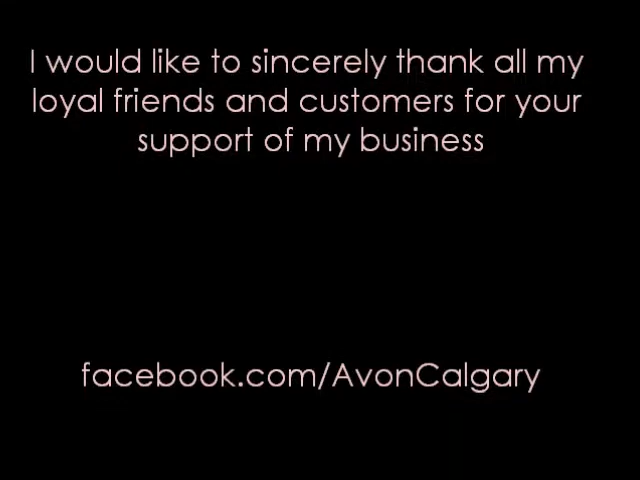 I would like to sincerely thank all my
loyal friends and customers for your
support of my business
facebook.com/AvonCalgary